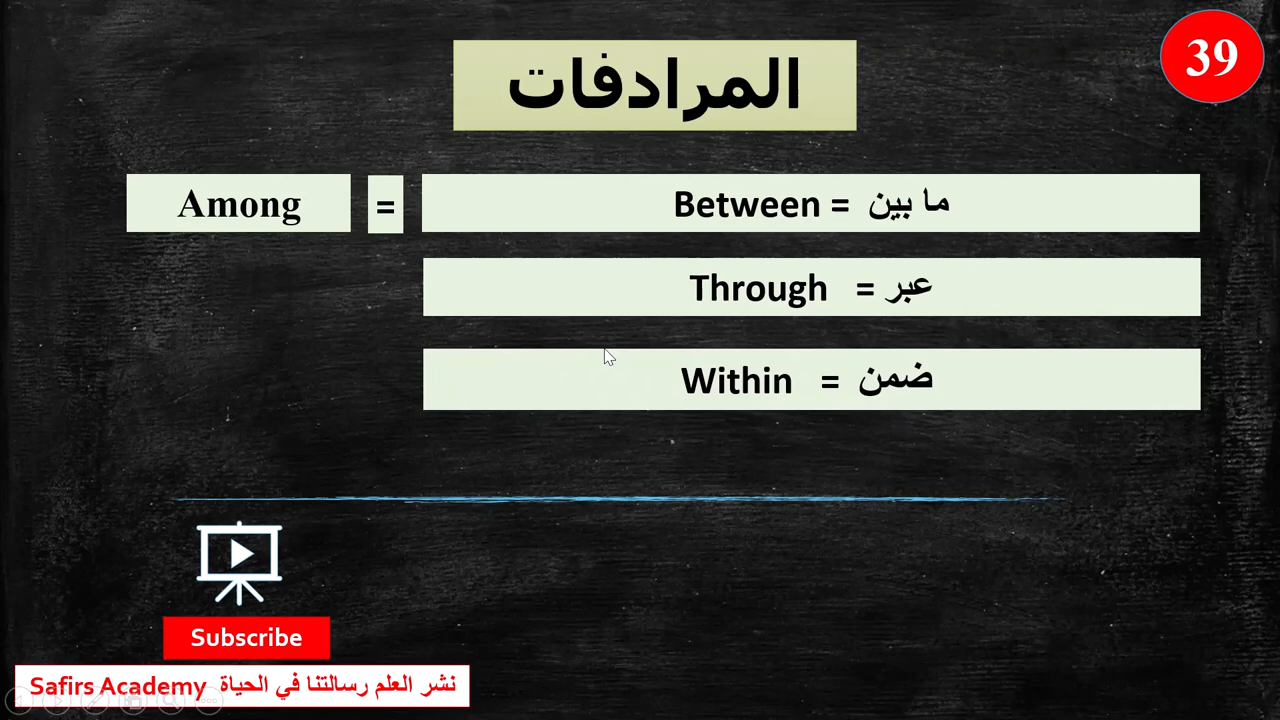 39
المرادفات
Among = Between = ما بين
Through = عبر
Within = ضمن
Subscribe
Safirs Academy نشر العلم رسالتنا في الحياة